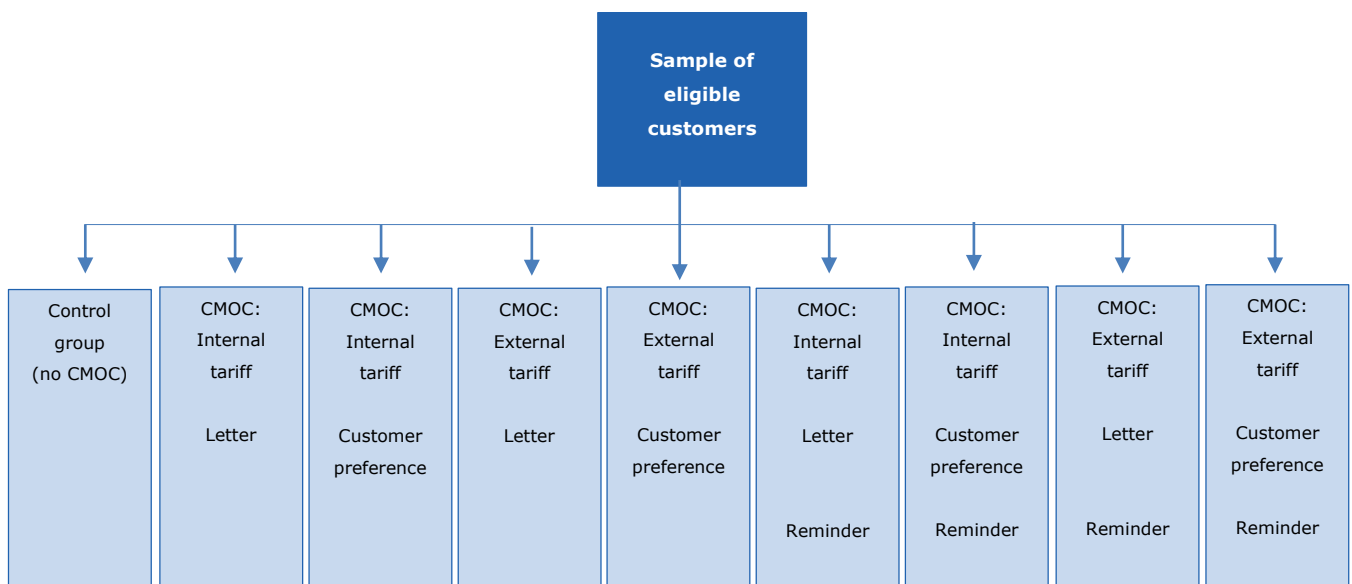 Sample of
eligible
customers
Control
group
(no CMOC)
CMOC:
Internal
tariff
Letter
CMOC:
Internal
tariff
Customer
preference
CMOC:
External
tariff
Letter
CMOC:
External
tariff
Customer
preference
CMOC:
Internal
tariff
Letter
Reminder
CMOC:
Internal
tariff
Customer
preference
Reminder
CMOC:
External
tariff
Letter
Reminder
CMOC:
External
tariff
Customer
preference
Reminder